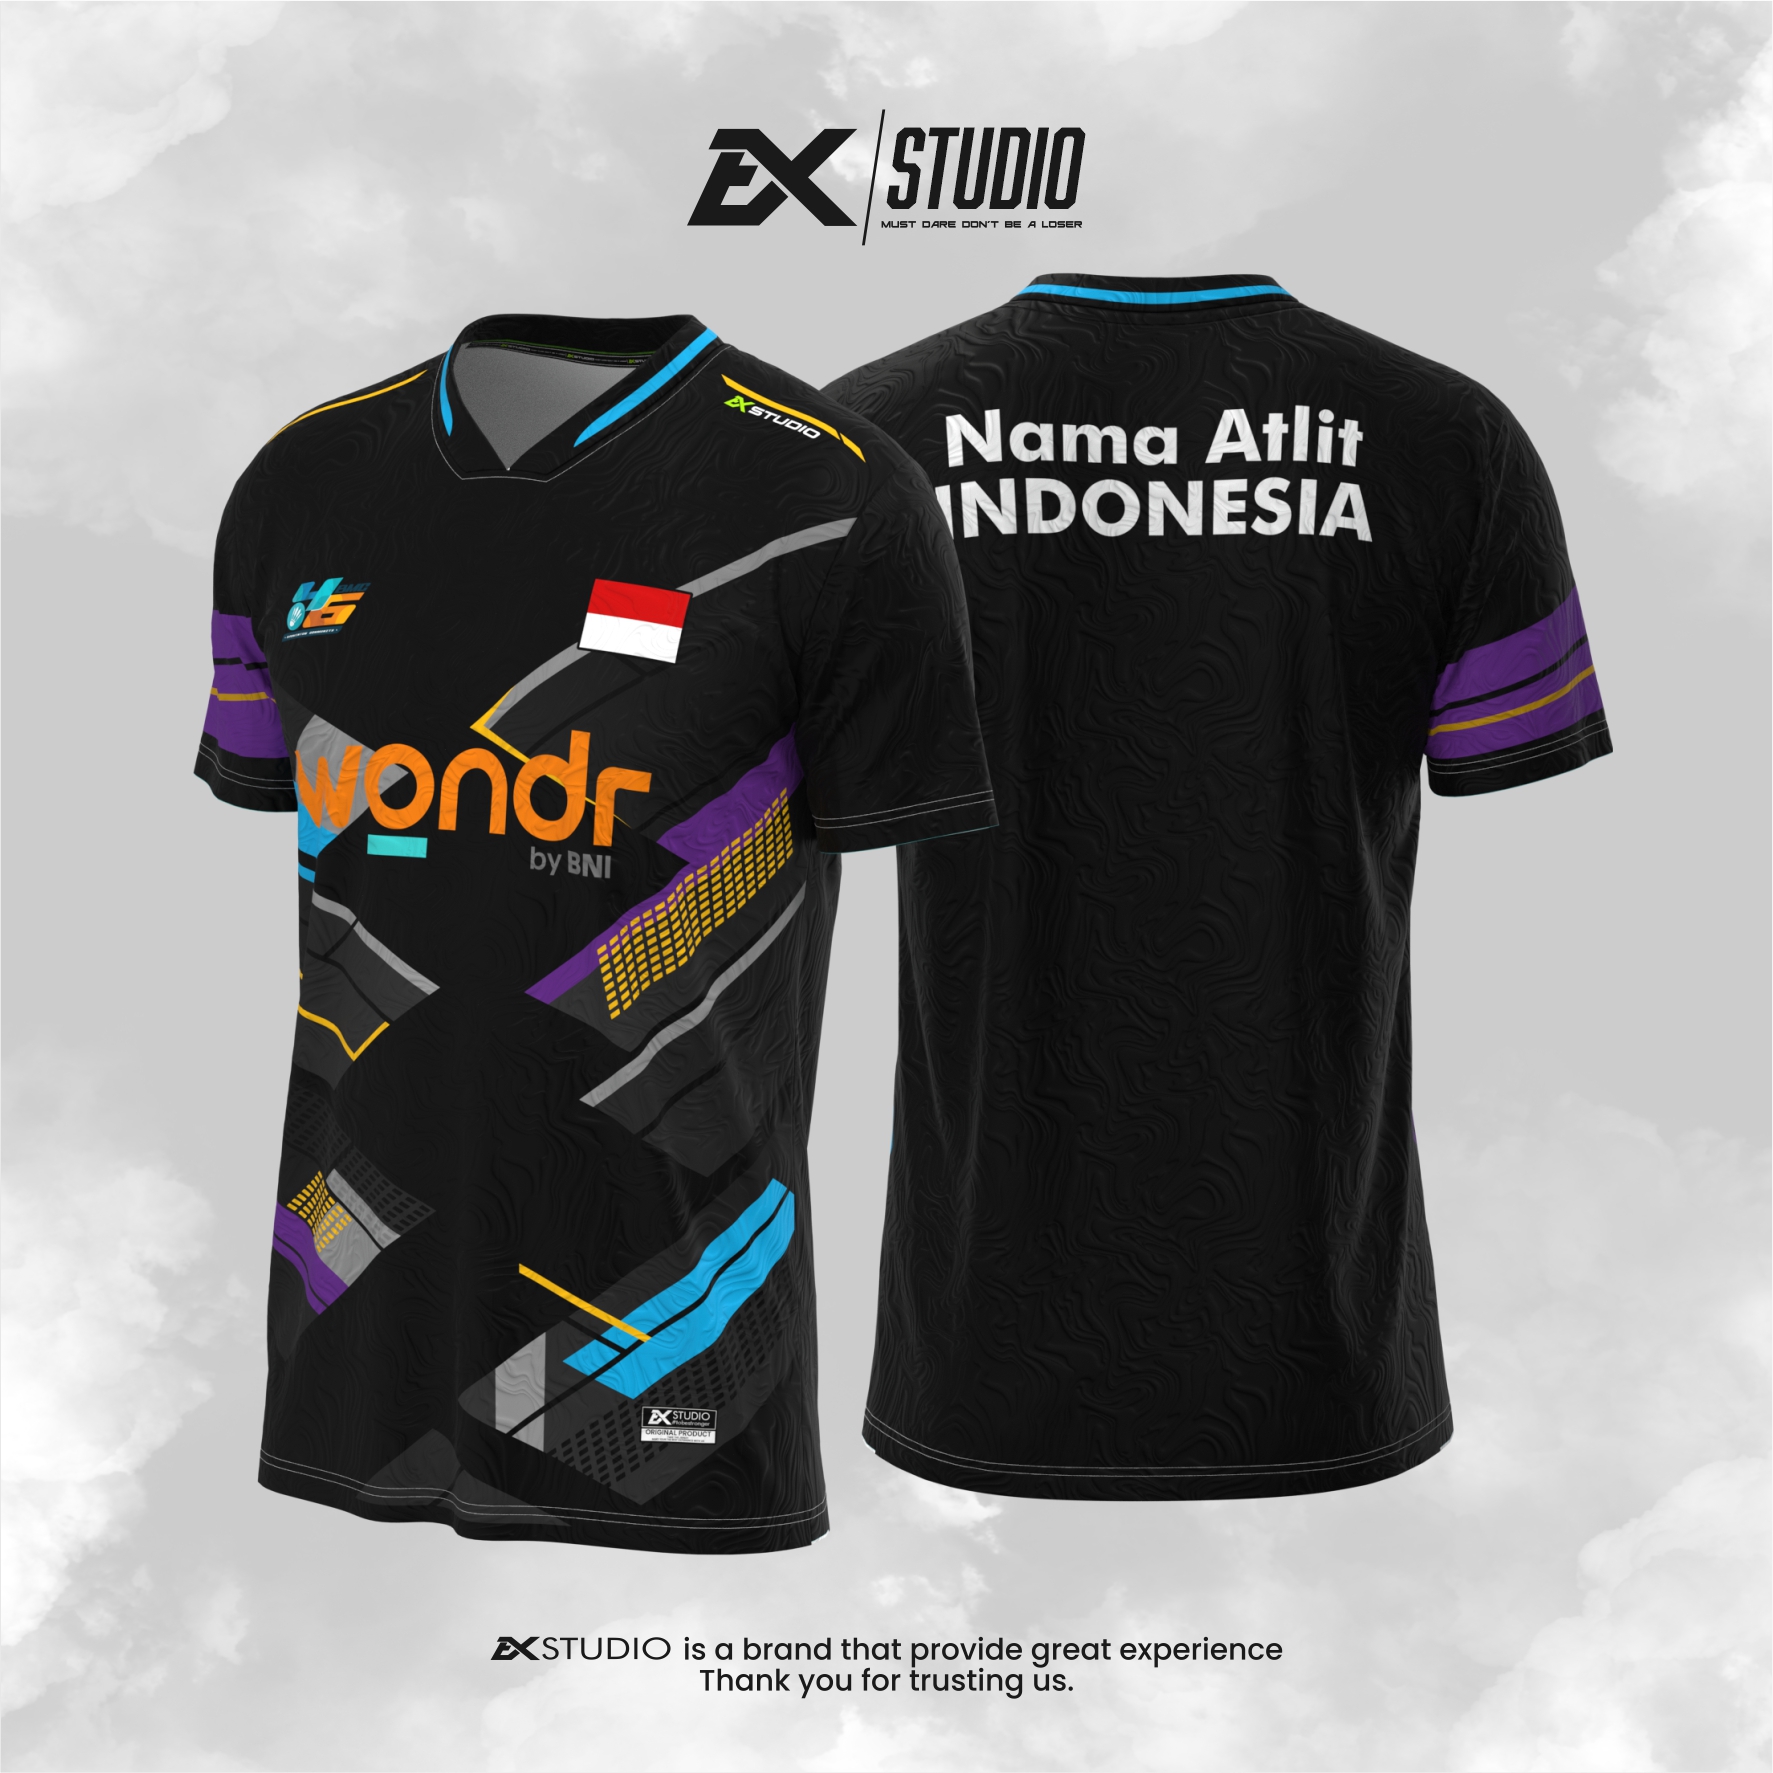 EX STUDIO
MUST DARE DON'T BE A LOSER
EX STUDIO
Nama Atlit
INDONESIA
46
wondr
by BNI
EX STUDIO
ORIGINAL PRODUCT
EXSTUDIO is a brand that provide great experience
Thank you for trusting us.